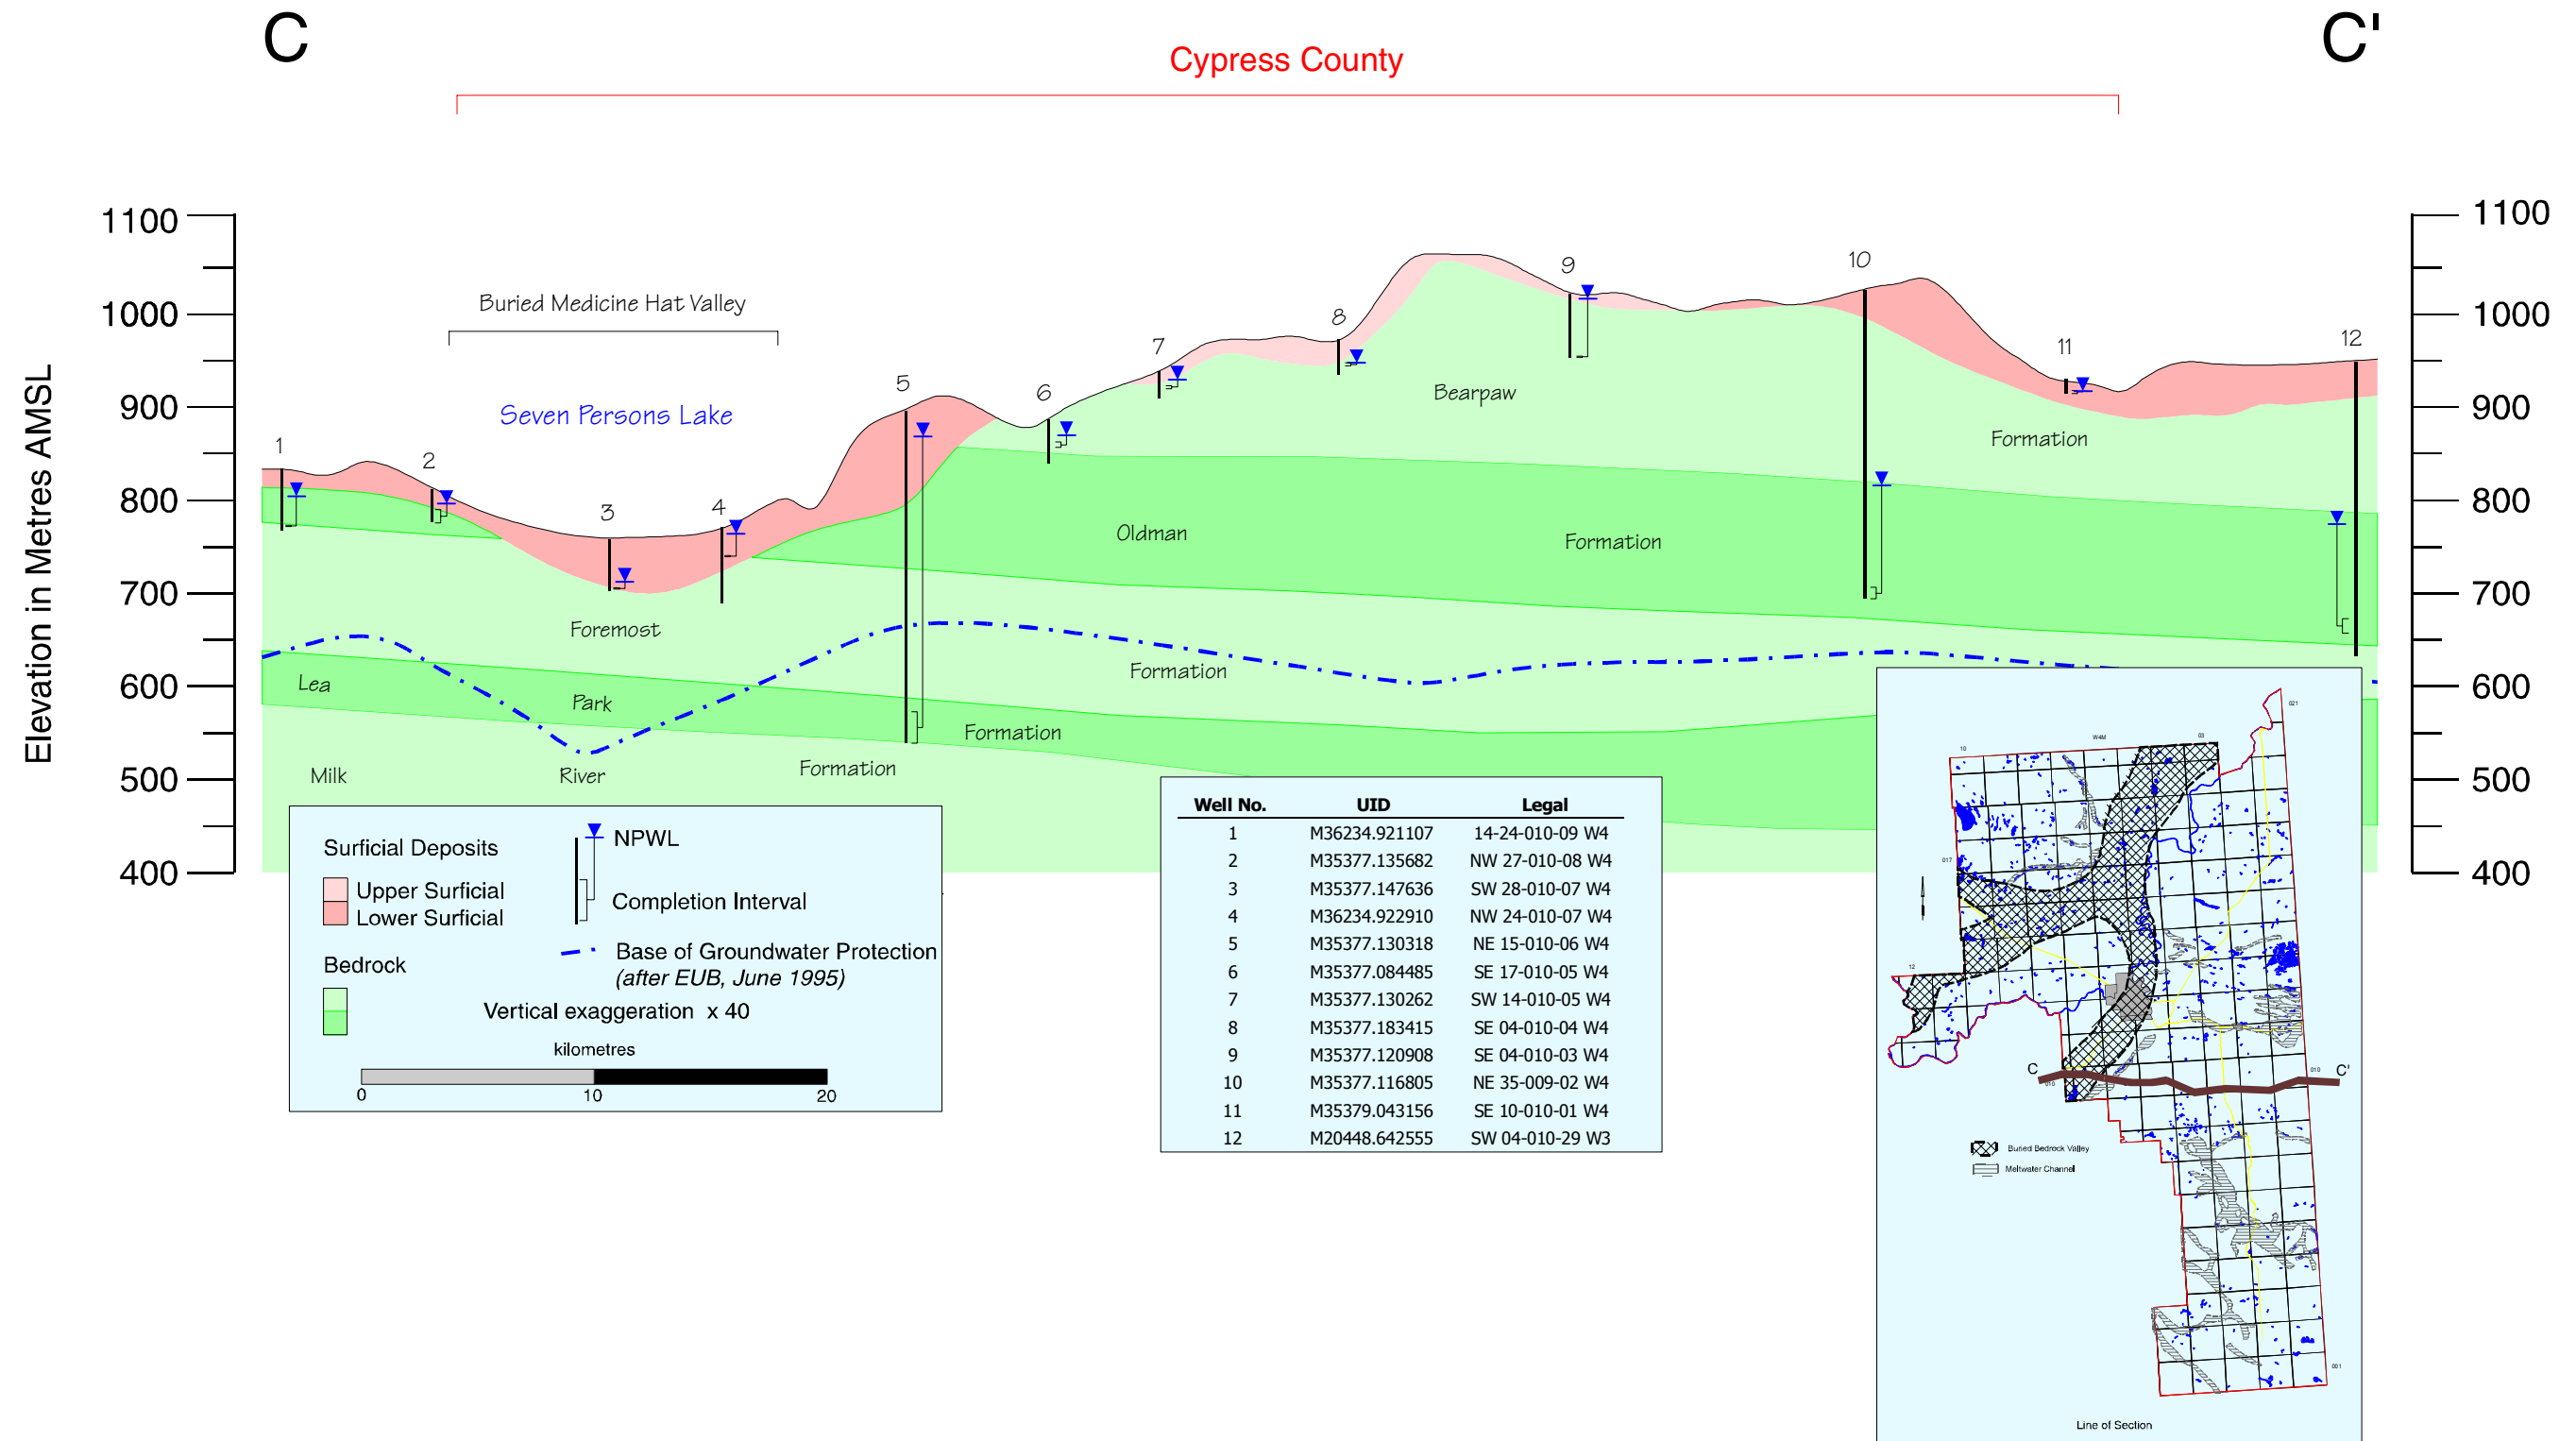 C
C'
Cypress County
1100
1000
900
800
700
600
500
400
Elevation in Metres AMSL
1100
1000
900
800
700
600
500
400
Buried Medicine Hat Valley
Seven Persons Lake
1
2
3
4
5
6
7
8
9
10
11
12
Bearpaw
Formation
Oldman
Formation
Foremost
Formation
Lea
Park
Formation
Milk
River
Formation
Surficial Deposits
Upper Surficial
Lower Surficial
Bedrock
NPWL
Completion Interval
Base of Groundwater Protection
(after EUB, June 1995)
Vertical exaggeration x 40
kilometres
0 10 20
Well No. UID Legal
1 M36234.921107 14-24-010-09 W4
2 M35377.135682 NW 27-010-08 W4
3 M35377.147636 SW 28-010-07 W4
4 M36234.922910 NW 24-010-07 W4
5 M35377.130318 NE 15-010-06 W4
6 M35377.084485 SE 17-010-05 W4
7 M35377.130262 SW 14-010-05 W4
8 M35377.183415 SE 04-010-04 W4
9 M35377.120908 SE 04-010-03 W4
10 M35377.116805 NE 35-009-02 W4
11 M35379.043156 SE 10-010-01 W4
12 M20448.642555 SW 04-010-29 W3
021
10
W4M
03
017
12
C
010
010
C'
Buried Bedrock Valley
Meltwater Channel
001
Line of Section